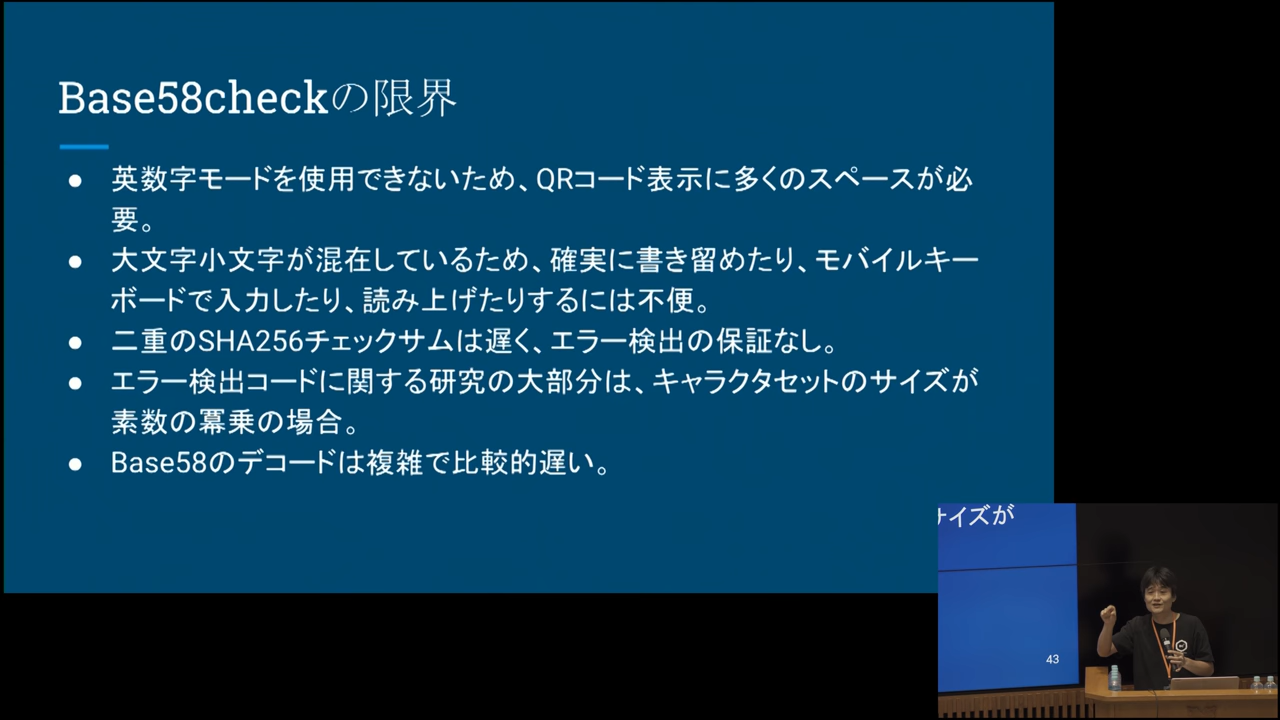 Base58checkの限界
● 英数字モードを使用できないため、QRコード表示に多くのスペースが必
要。
● 大文字小文字が混在しているため、確実に書き留めたり、モバイルキー
ボードで入力したり、読み上げたりするには不便。
● 二重のSHA256チェックサムは遅く、エラー検出の保証なし。
● エラー検出コードに関する研究の大部分は、キャラクタセットのサイズが
素数の冪乗の場合。
● Base58のデコードは複雑で比較的遅い。
サイズが
43